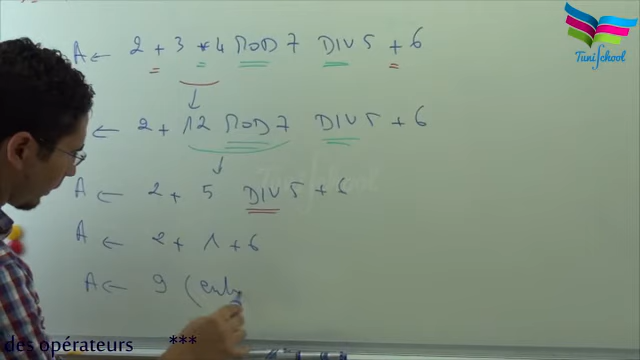 A ← 2 + 3 * 4 MOD 7 DIV 5 + 6
← 2 + 12 MOD 7 DIV 5 + 6
A ← 2 + 5 DIV 5 + 6
A ← 2 + 1 + 6
A ← 9
Tunischool
des opérateurs ***